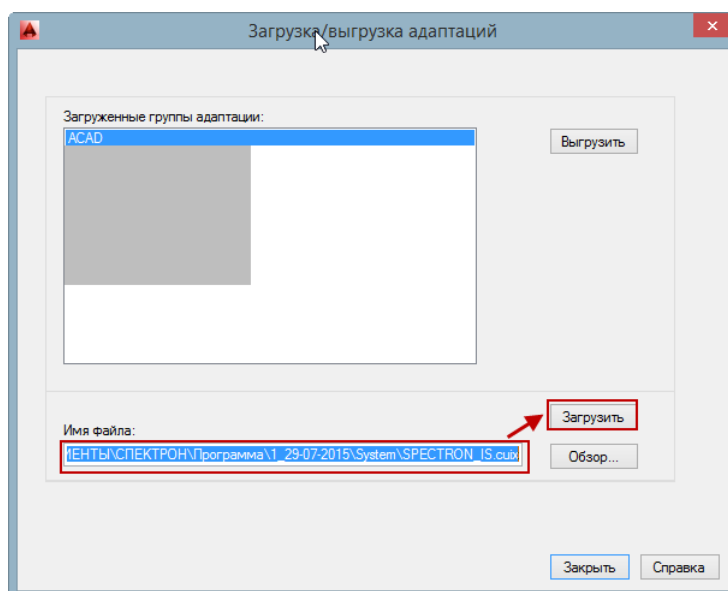 Загрузка/выгрузка адаптаций
Загруженные группы адаптации:
ACAD
Выгрузить
Загрузить
Имя файла:
ІЕНТЫ\СПЕКТРОН\Программа\1_29-07-2015\System\SPECTRON_IS.cuix
Обзор...
Закрыть
Справка